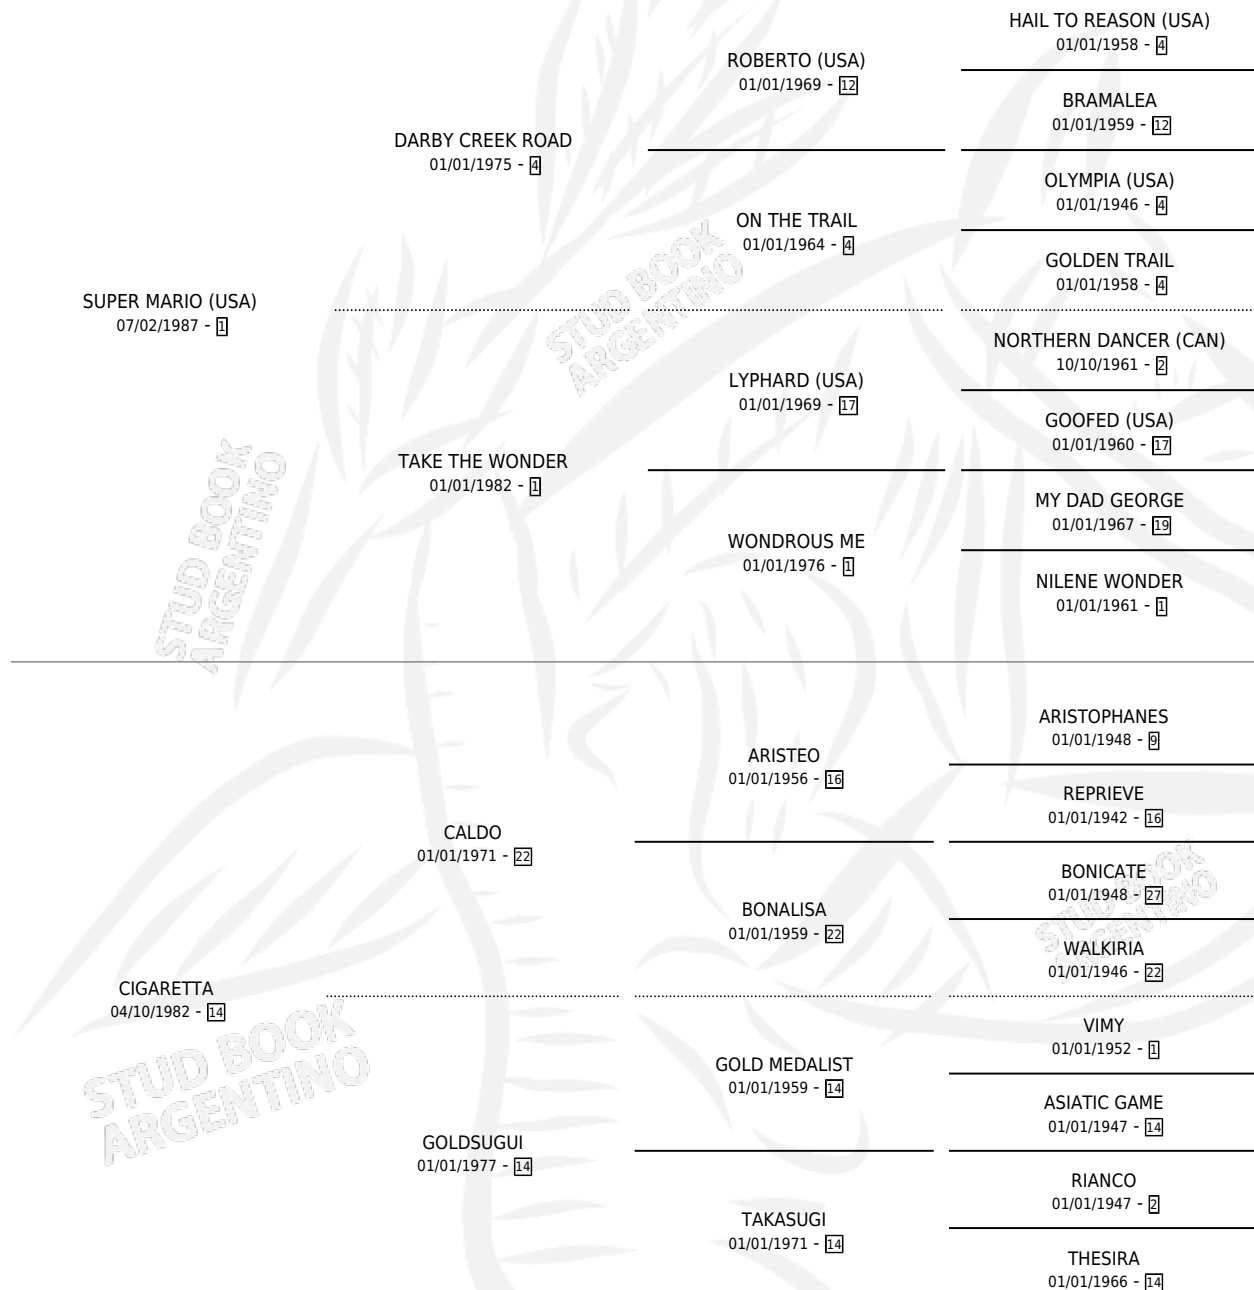 HAIL TO REASON (USA)
01/01/1958 - 4
ROBERTO (USA)
01/01/1969 - 12
BRAMALEA
01/01/1959 - 12
DARBY CREEK ROAD
01/01/1975 - 4
OLYMPIA (USA)
01/01/1946 - 4
ON THE TRAIL
01/01/1964 - 4
GOLDEN TRAIL
01/01/1958 - 4
SUPER MARIO (USA)
07/02/1987 - 1
NORTHERN DANCER (CAN)
10/10/1961 - 2
LYPHARD (USA)
01/01/1969 - 17
GOOFED (USA)
01/01/1960 - 17
TAKE THE WONDER
01/01/1982 - 1
MY DAD GEORGE
01/01/1967 - 19
WONDROUS ME
01/01/1976 - 1
NILENE WONDER
01/01/1961 - 1
ARISTOPHANES
01/01/1948 - 9
ARISTEO
01/01/1956 - 16
REPRIEVE
01/01/1942 - 16
CALDO
01/01/1971 - 22
BONICATE
01/01/1948 - 27
BONALISA
01/01/1959 - 22
WALKIRIA
01/01/1946 - 22
CIGARETTA
04/10/1982 - 14
VIMY
01/01/1952 - 1
GOLD MEDALIST
01/01/1959 - 14
ASIATIC GAME
01/01/1947 - 14
GOLDSUGUI
01/01/1977 - 14
RIANCO
01/01/1947 - 2
TAKASUGI
01/01/1971 - 14
THESIRA
01/01/1966 - 14
STUD BOOK
ARGENTINO
STUD BOOK
ARGENTINO
STUD BOOK
ARGENTINO
STUD BOOK
ARGENTINO